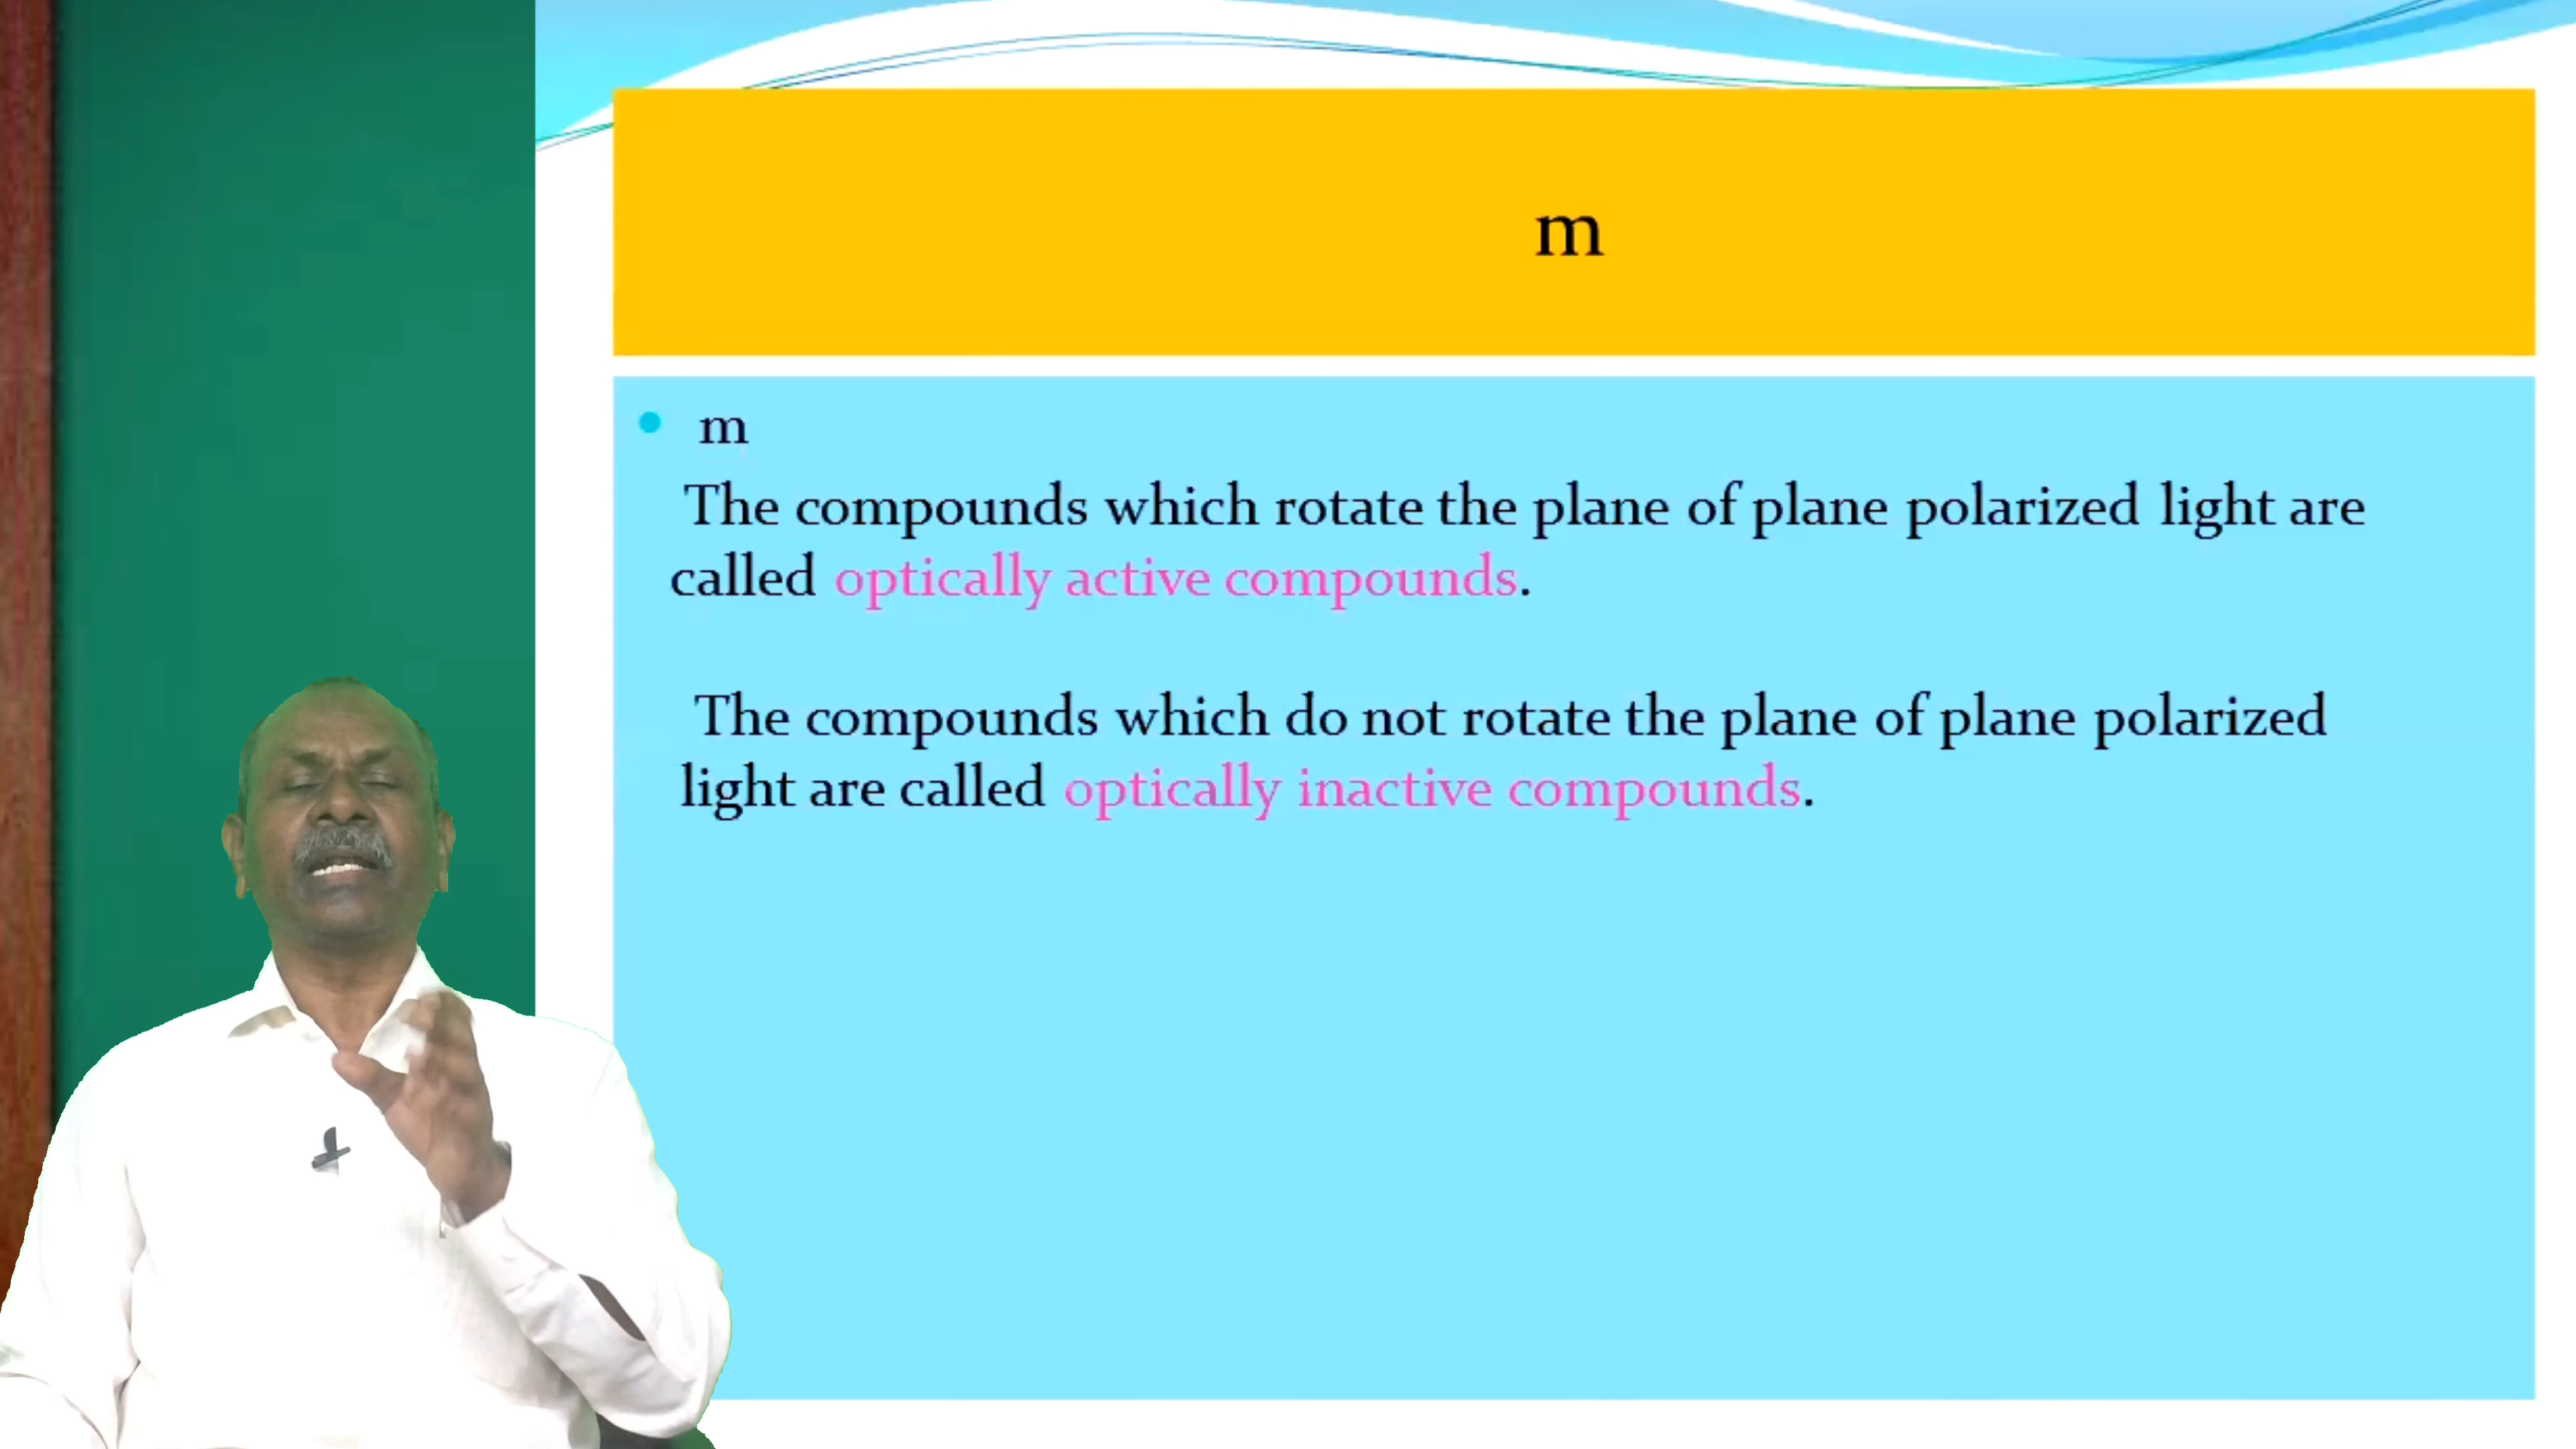 m
m
The compounds which rotate the plane of plane polarized light are
called optically active compounds.
The compounds which do not rotate the plane of plane polarized
light are called optically inactive compounds.